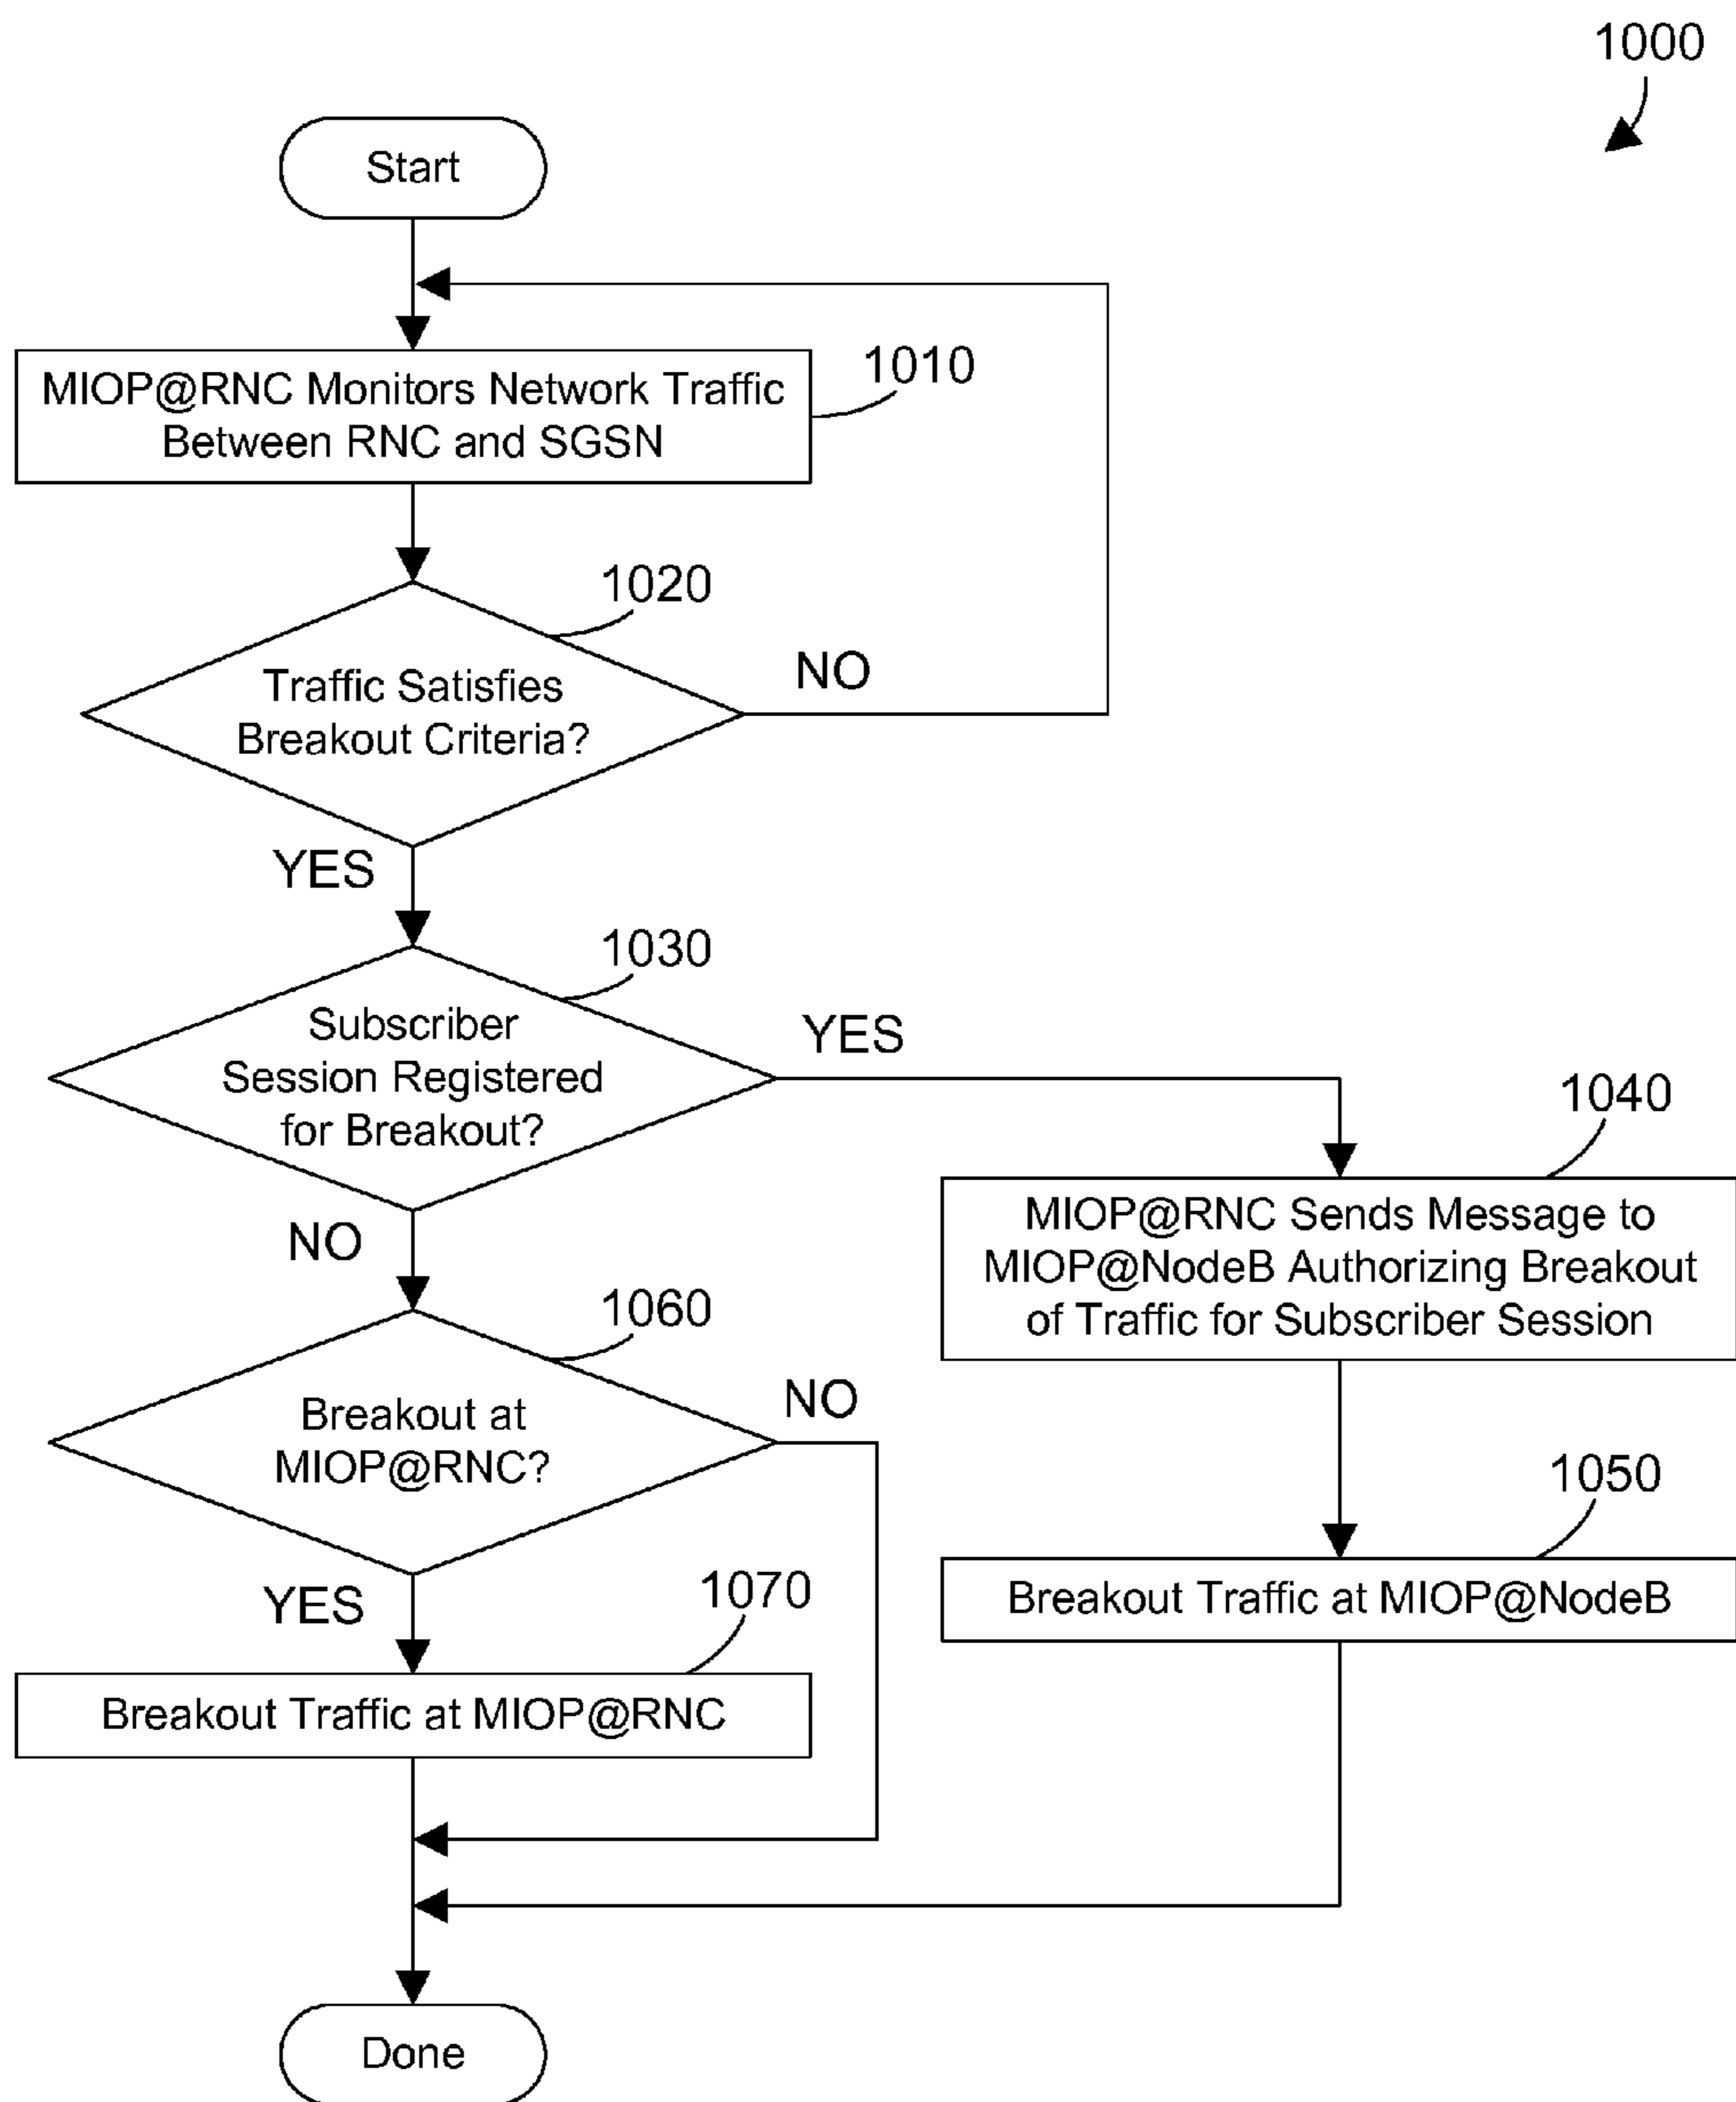 1000
Start
MIOP@RNC Monitors Network Traffic
Between RNC and SGSN
1010
1020
Traffic Satisfies
Breakout Criteria?
NO
YES
1030
Subscriber
Session Registered
for Breakout?
YES
NO
1040
MIOP@RNC Sends Message to
MIOP@NodeB Authorizing Breakout
of Traffic for Subscriber Session
1060
Breakout at
MIOP@RNC?
NO
YES
1050
Breakout Traffic at MIOP@NodeB
1070
Breakout Traffic at MIOP@RNC
Done